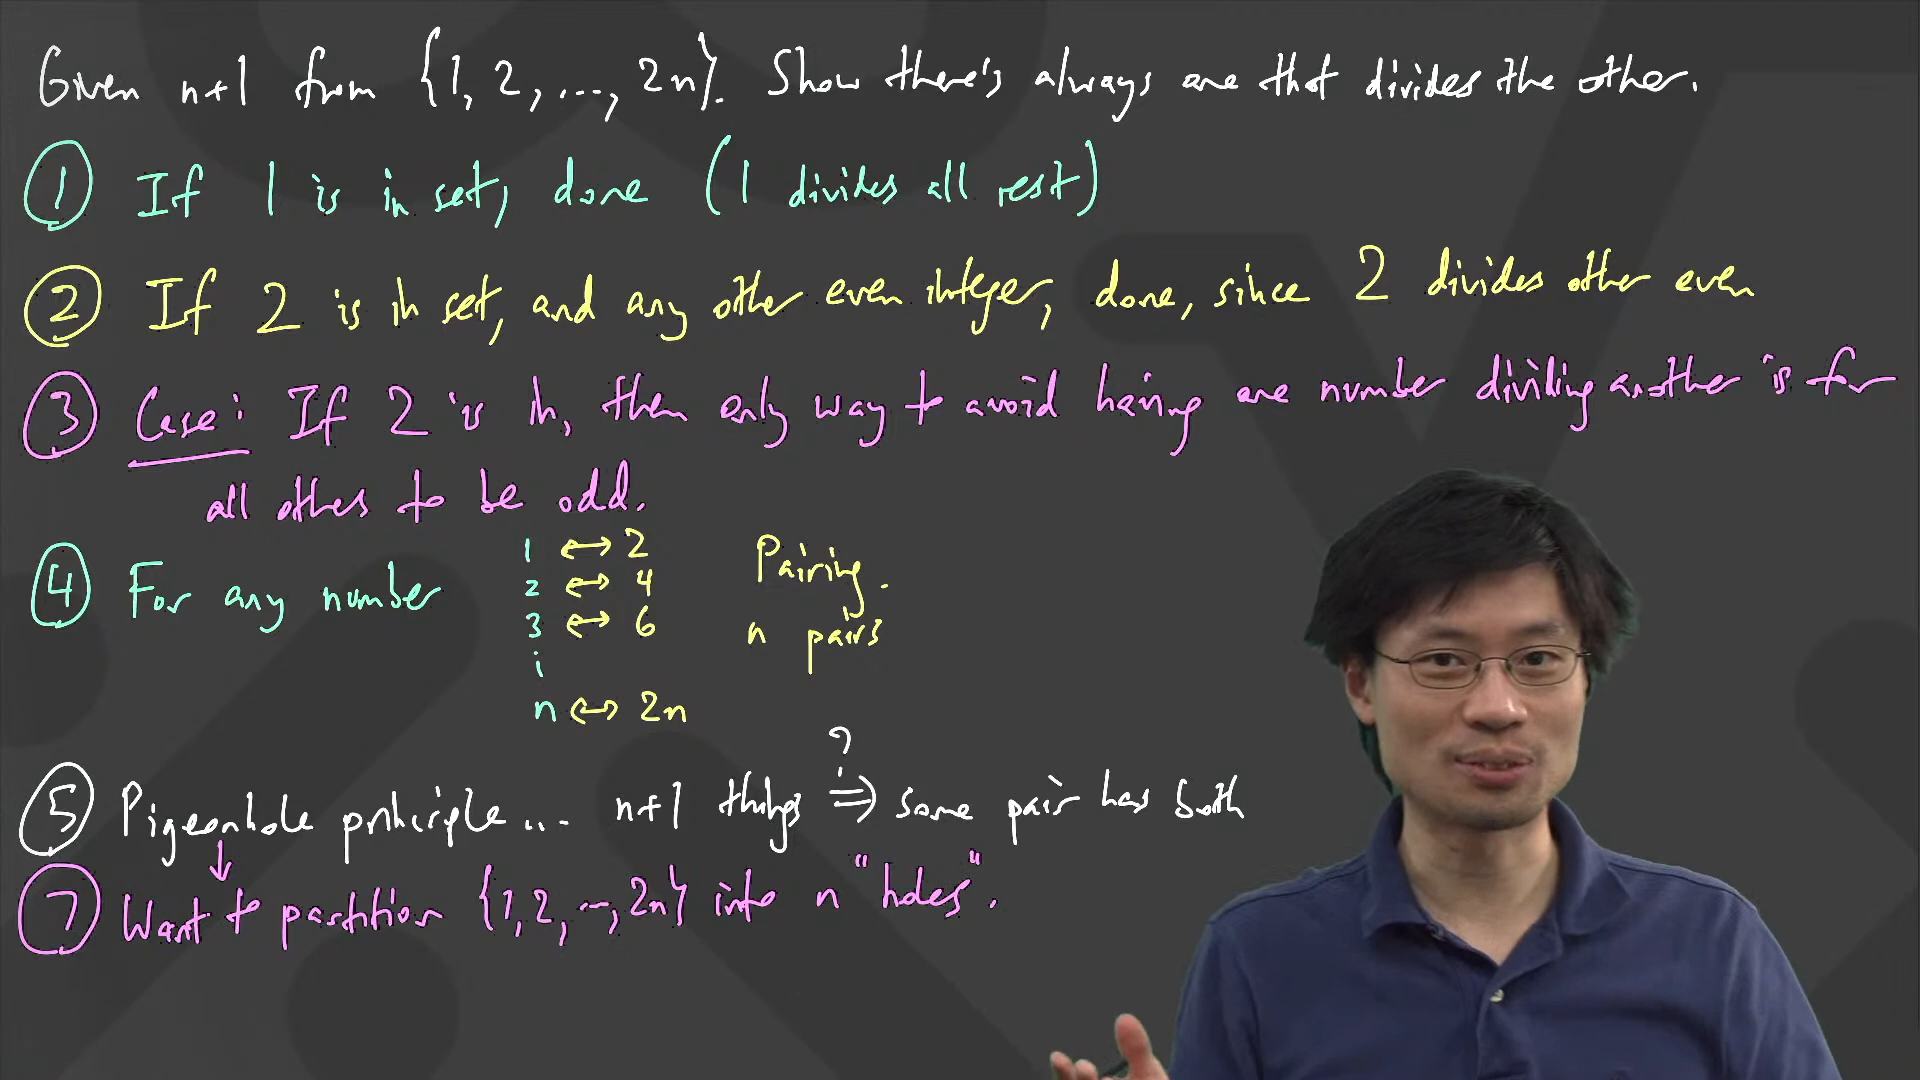 Given n+1 from {1, 2, ..., 2n}. Show there's always one that divides the other.
① If 1 is in set, done (1 divides all rest)
② If 2 is in set, and any other even integer, done, since 2 divides other even
③ Case: If 2 is in, then only way to avoid having one number dividing another is for
all others to be odd.
④ For any number
1 ↔ 2
2 ↔ 4
3 ↔ 6
⋮
n ↔ 2n
Pairing.
n pairs
?
⑤ Pigeonhole principle... n+1 things ⇒ some pair has both
↓
⑦ Want to partition {1, 2, ..., 2n} into n "holes".